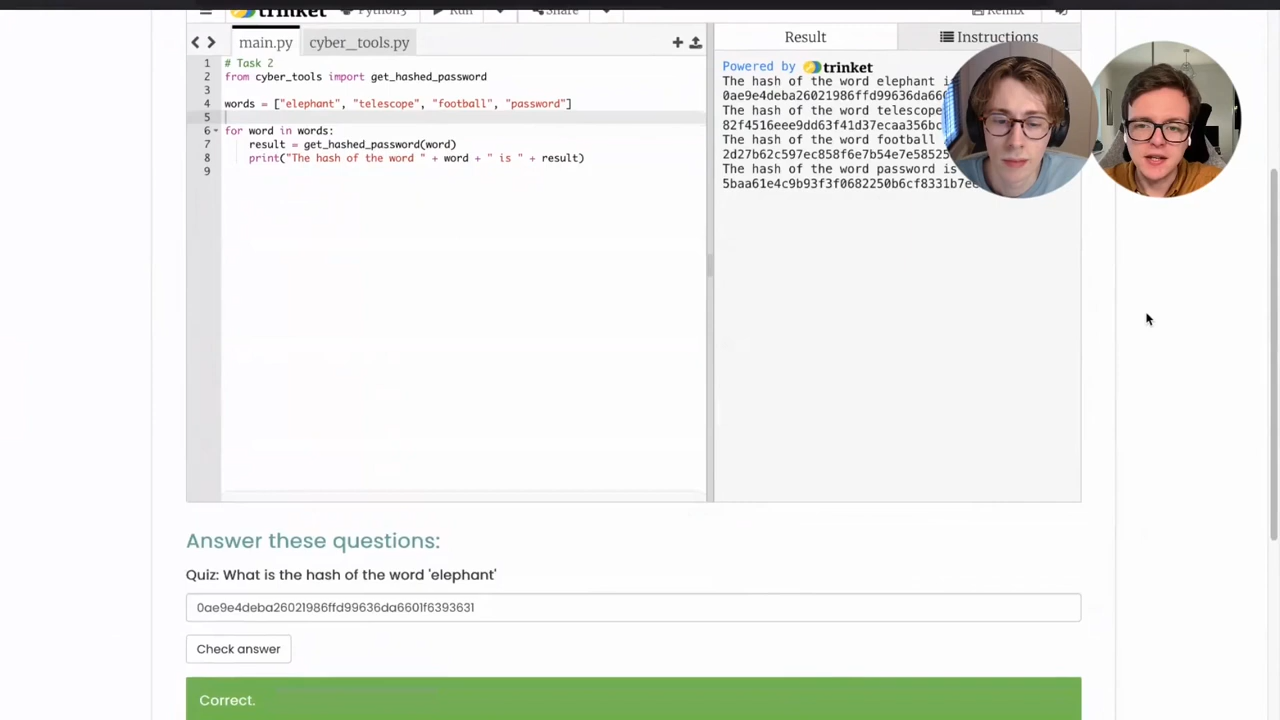 trinket Python3 Run Share Remix
main.py cyber_tools.py
Result Instructions
1 # Task 2
2 from cyber_tools import get_hashed_password
3
4 words = ["elephant", "telescope", "football", "password"]
5
6 for word in words:
7 result = get_hashed_password(word)
8 print("The hash of the word " + word + " is " + result)
9
Powered by trinket
The hash of the word elephant is
0ae9e4deba26021986ffd99636da66
The hash of the word telescope
82f4516eee9dd63f41d37ecaa356bc
The hash of the word football
2d27b62c597ec858f6e7b54e7e58525
The hash of the word password is
5baa61e4c9b93f3f0682250b6cf8331b7ee
Answer these questions:
Quiz: What is the hash of the word 'elephant'
0ae9e4deba26021986ffd99636da6601f6393631
Check answer
Correct.